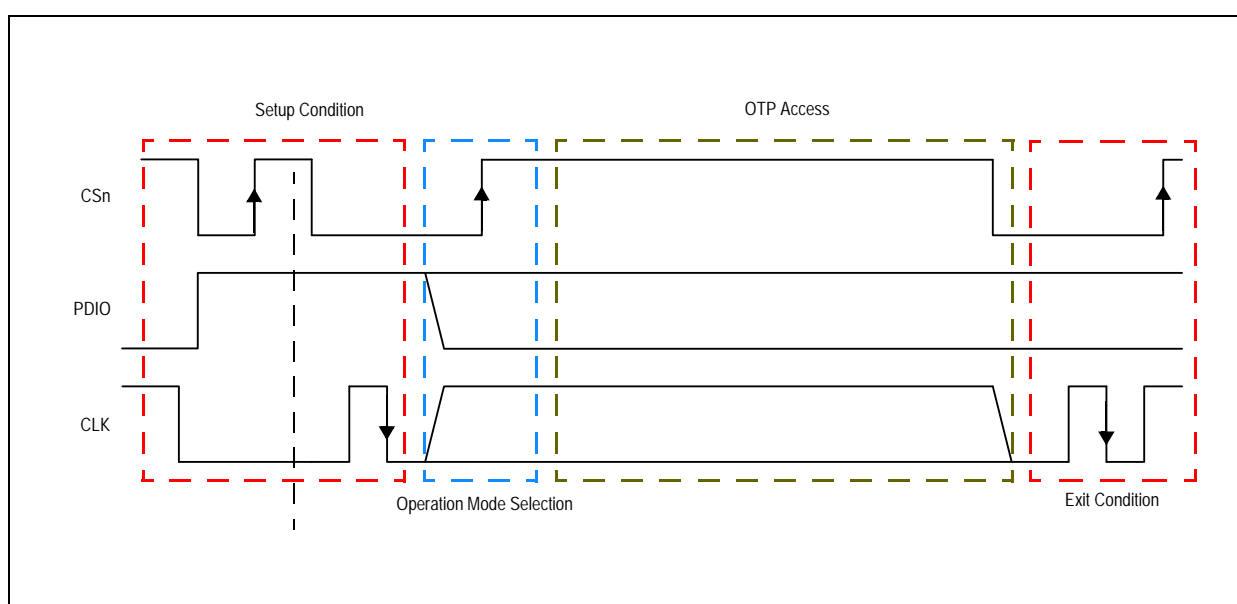 Setup Condition
OTP Access
CSn
PDIO
CLK
Operation Mode Selection
Exit Condition